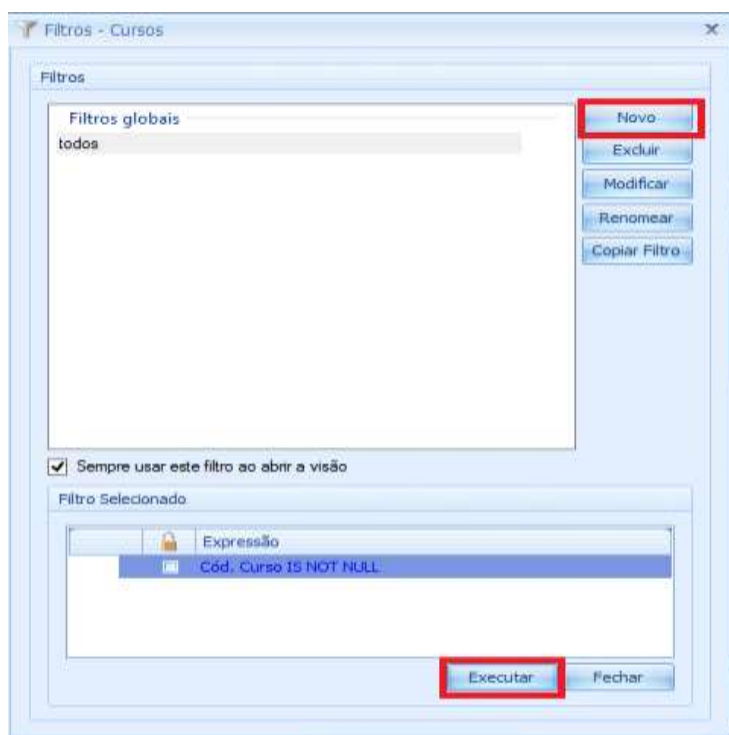 Filtros - Cursos
Filtros
Filtros globais
todos
Novo
Excluir
Modificar
Renomear
Copiar Filtro
Sempre usar este filtro ao abrir a visão
Filtro Selecionado
Expressão
Cód. Curso IS NOT NULL
Executar
Fechar